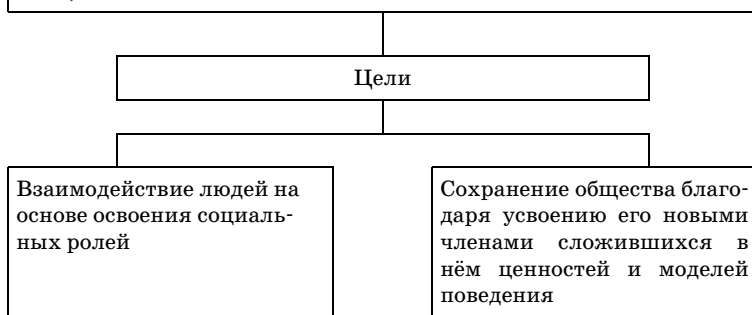 Цели
Взаимодействие людей на
основе освоения социаль-
ных ролей
Сохранение общества благо-
даря усвоению его новыми
членами сложившихся в
нём ценностей и моделей
поведения